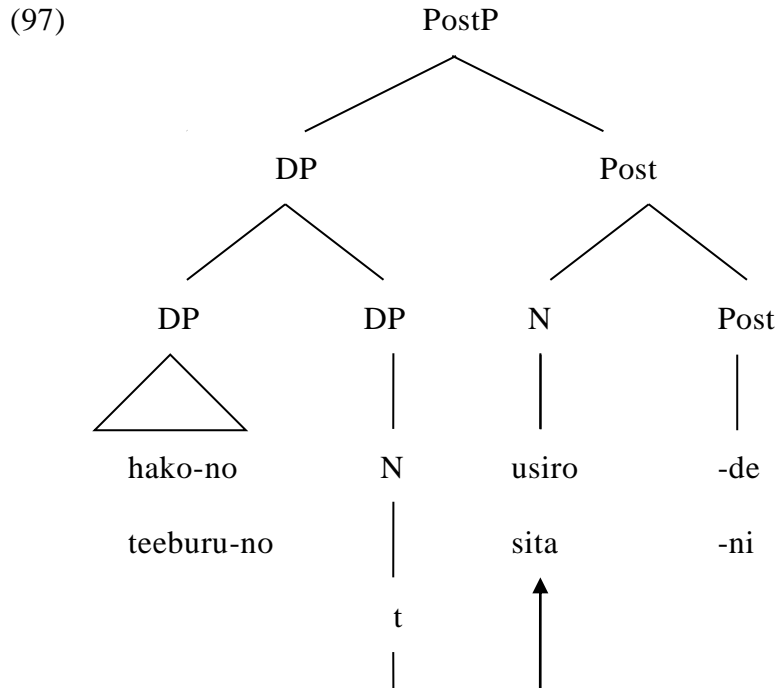 (97) PostP
DP Post
DP DP N Post
hako-no N usiro -de
teeburu-no sita -ni
t